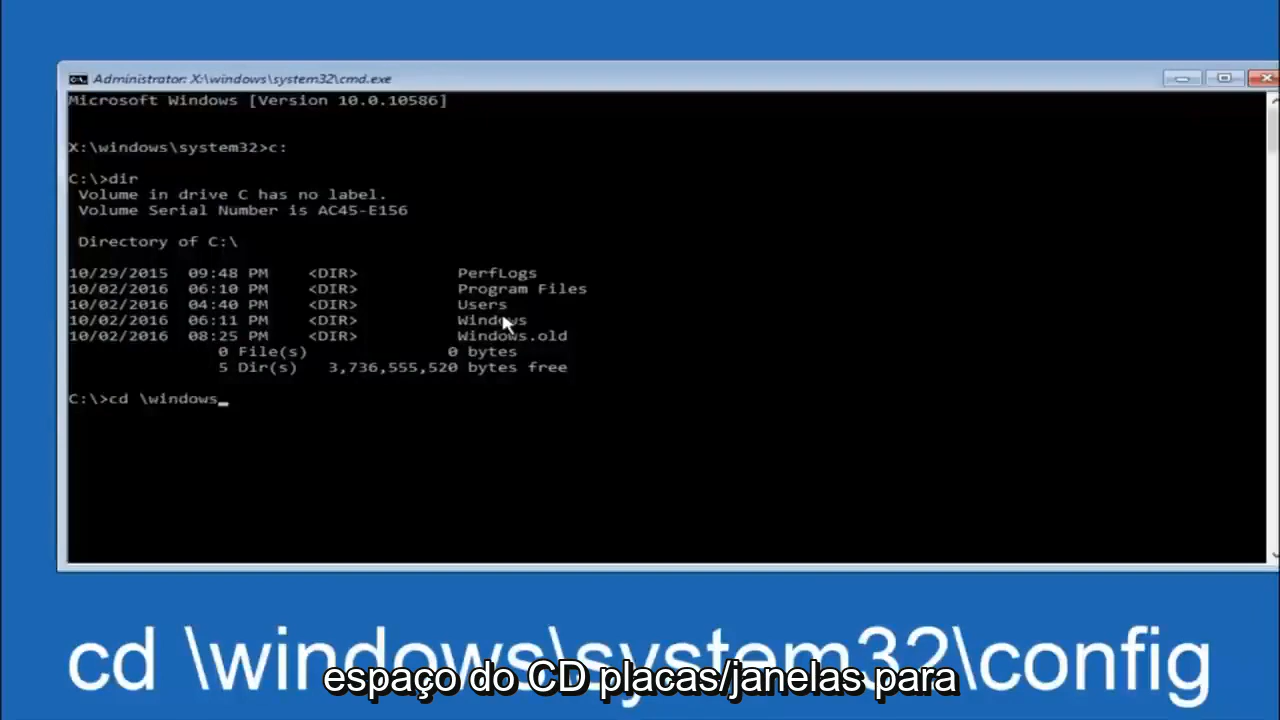 Administrator: X:\windows\system32\cmd.exe
Microsoft Windows [Version 10.0.10586]
X:\windows\system32>c:
C:\>dir
Volume in drive C has no label.
Volume Serial Number is AC45-E156
Directory of C:\
10/29/2015 09:48 PM <DIR> PerfLogs
10/02/2016 06:10 PM <DIR> Program Files
10/02/2016 04:40 PM <DIR> Users
10/02/2016 06:11 PM <DIR> Windows
10/02/2016 08:25 PM <DIR> Windows.old
0 File(s) 0 bytes
5 Dir(s) 3,736,555,520 bytes free
C:\>cd \windows_
cd \windows\system32\config
espaço do CD placas/janelas para